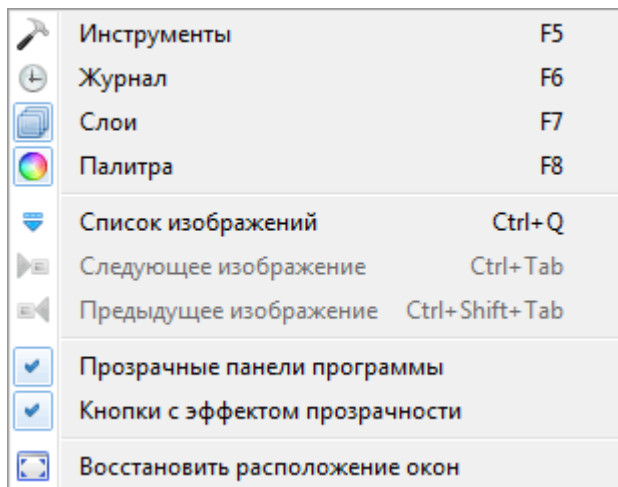 Инструменты F5
Журнал F6
Слои F7
Палитра F8
Список изображений Ctrl+Q
Следующее изображение Ctrl+Tab
Предыдущее изображение Ctrl+Shift+Tab
Прозрачные панели программы
Кнопки с эффектом прозрачности
Восстановить расположение окон